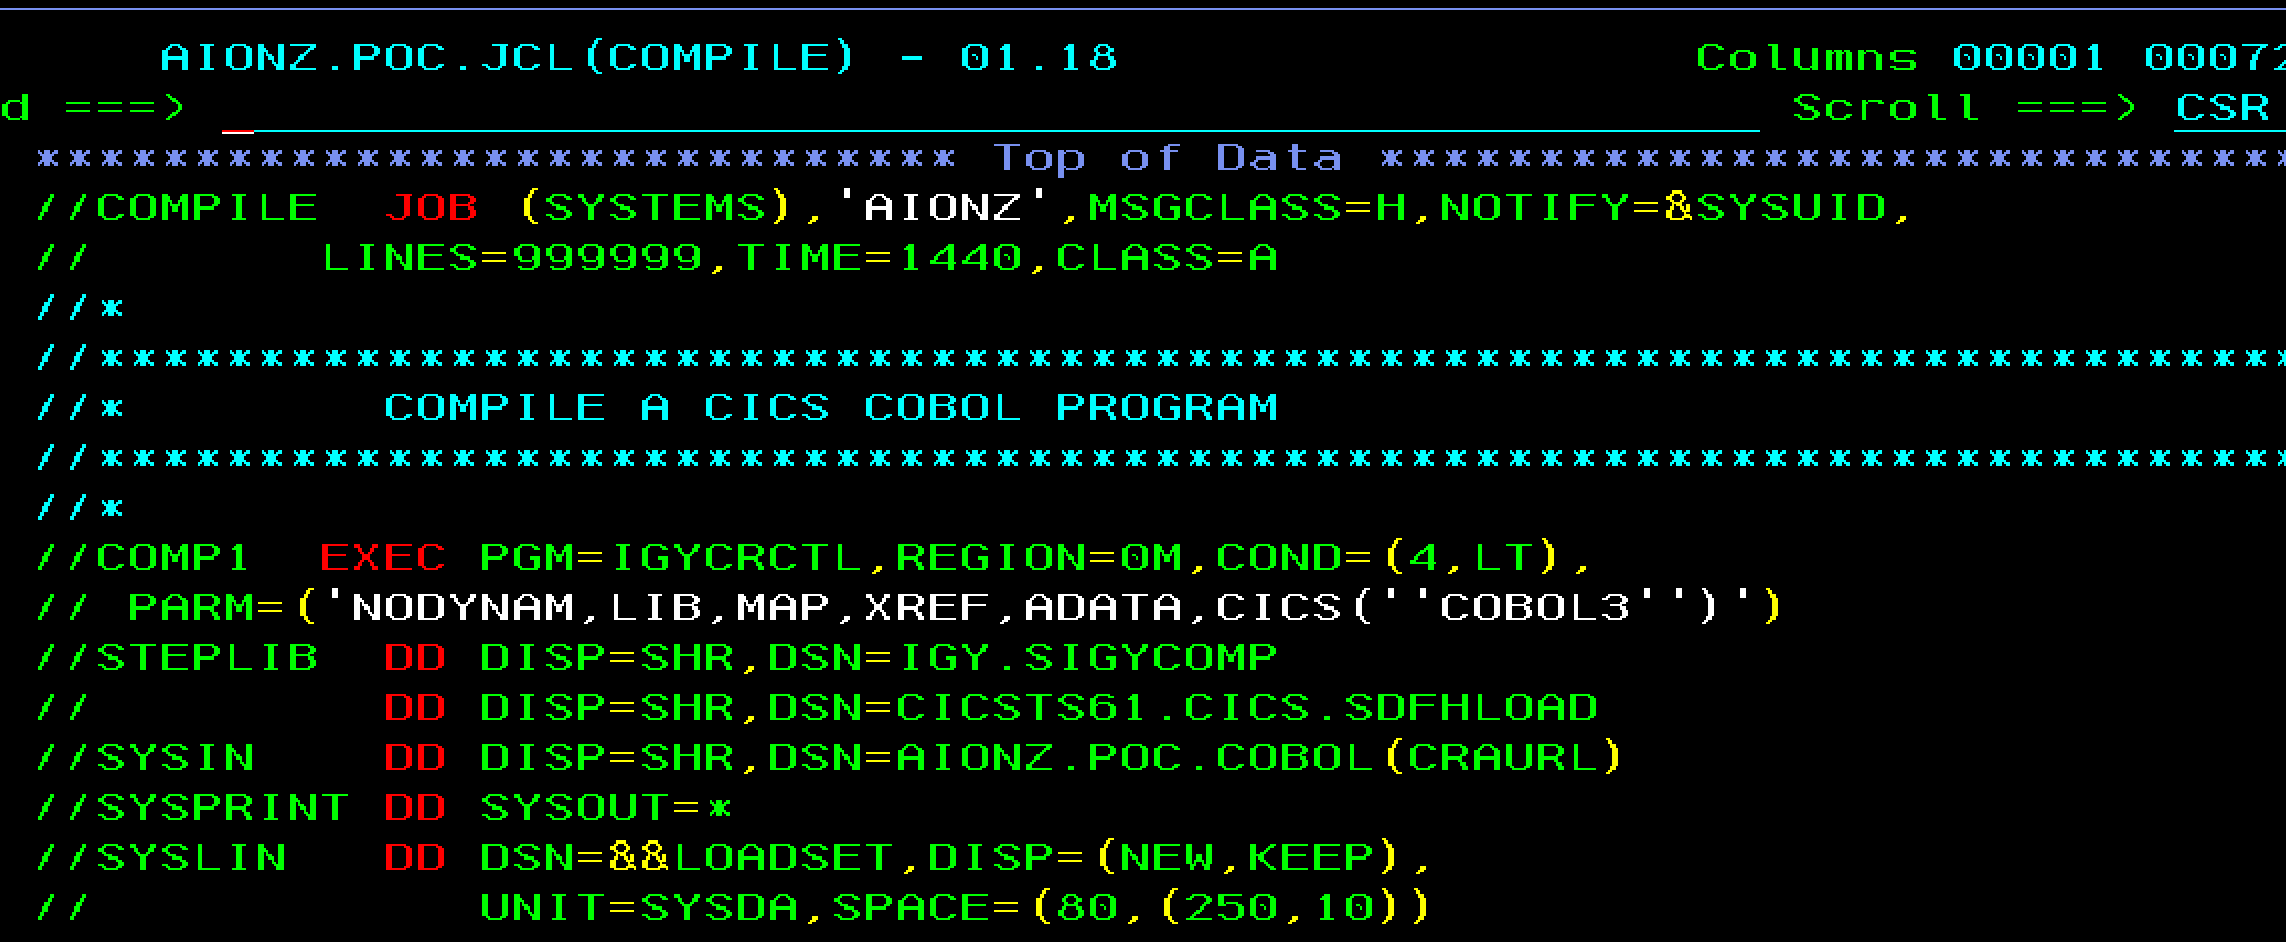 AIONZ.POC.JCL(COMPILE) - 01.18 Columns 00001 00072
d ===> Scroll ===> CSR
***************************** Top of Data *****************************
//COMPILE  JOB (SYSTEMS),'AIONZ',MSGCLASS=H,NOTIFY=&SYSUID,
//       LINES=999999,TIME=1440,CLASS=A
//*
//*********************************************************************
//*        COMPILE A CICS COBOL PROGRAM
//*********************************************************************
//*
//COMP1  EXEC PGM=IGYCRCTL,REGION=0M,COND=(4,LT),
// PARM=('NODYNAM,LIB,MAP,XREF,ADATA,CICS(''COBOL3'')')
//STEPLIB  DD DISP=SHR,DSN=IGY.SIGYCOMP
//         DD DISP=SHR,DSN=CICSTS61.CICS.SDFHLOAD
//SYSIN    DD DISP=SHR,DSN=AIONZ.POC.COBOL(CRAURL)
//SYSPRINT DD SYSOUT=*
//SYSLIN   DD DSN=&&LOADSET,DISP=(NEW,KEEP),
//            UNIT=SYSDA,SPACE=(80,(250,10))